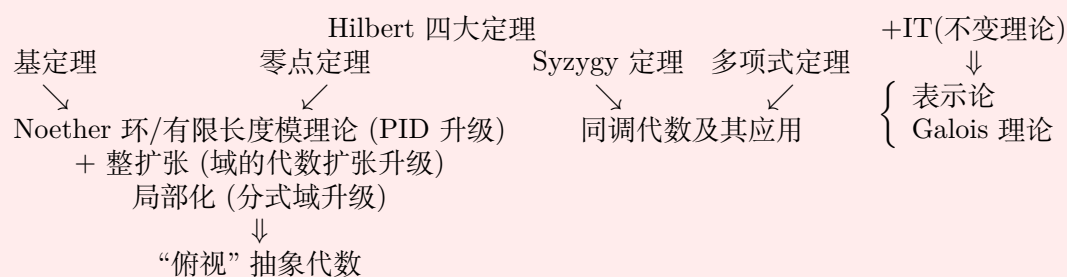 Hilbert 四大定理 +IT(不变理论)
基定理 零点定理 Syzygy 定理 多项式定理 ⇓
↘ ↙ ↘ ↙ { 表示论
Noether 环/有限长度模理论 (PID 升级) 同调代数及其应用 Galois 理论
+ 整扩张 (域的代数扩张升级)
局部化 (分式域升级)
⇓
“俯视” 抽象代数